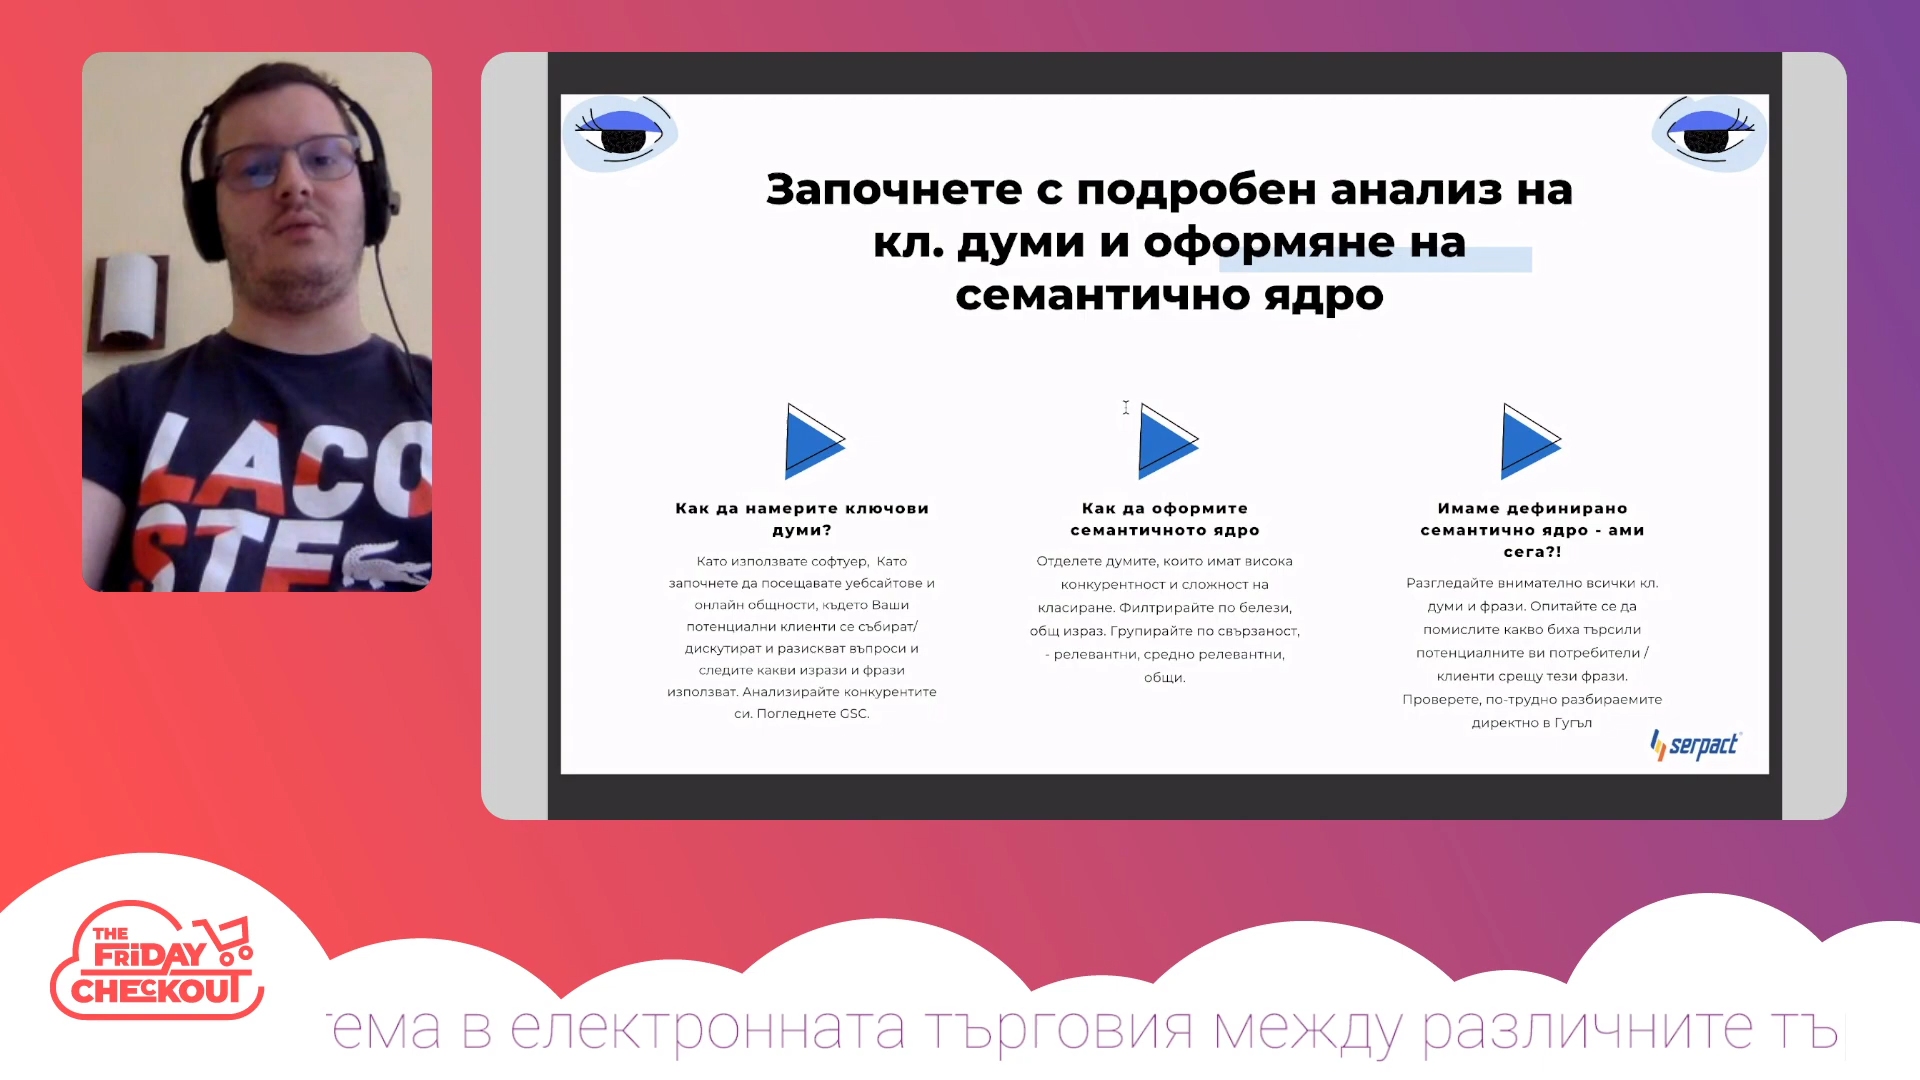 LACO
STE
Започнете с подробен анализ на
кл. думи и оформяне на
семантично ядро
Как да намерите ключови
думи?
Като използвате софтуер, Като
започнете да посещавате уебсайтове и
онлайн общности, където Ваши
потенциални клиенти се събират/
дискутират и разискват въпроси и
следите какви изрази и фрази
използват. Анализирайте конкурентите
си. Погледнете GSC.
Как да оформите
семантичното ядро
Отделете думите, които имат висока
конкурентност и сложност на
класиране. Филтрирайте по белези,
общ израз. Групирайте по свързаност,
- релевантни, средно релевантни,
общи.
Имаме дефинирано
семантично ядро - ами
сега?!
Разгледайте внимателно всички кл.
думи и фрази. Опитайте се да
помислите какво биха търсили
потенциалните ви потребители /
клиенти срещу тези фрази.
Проверете, по-трудно разбираемите
директно в Гугъл
serpact
THE
FRiDAY
CHECKOUT
тема в електронната търговия между различните тъ